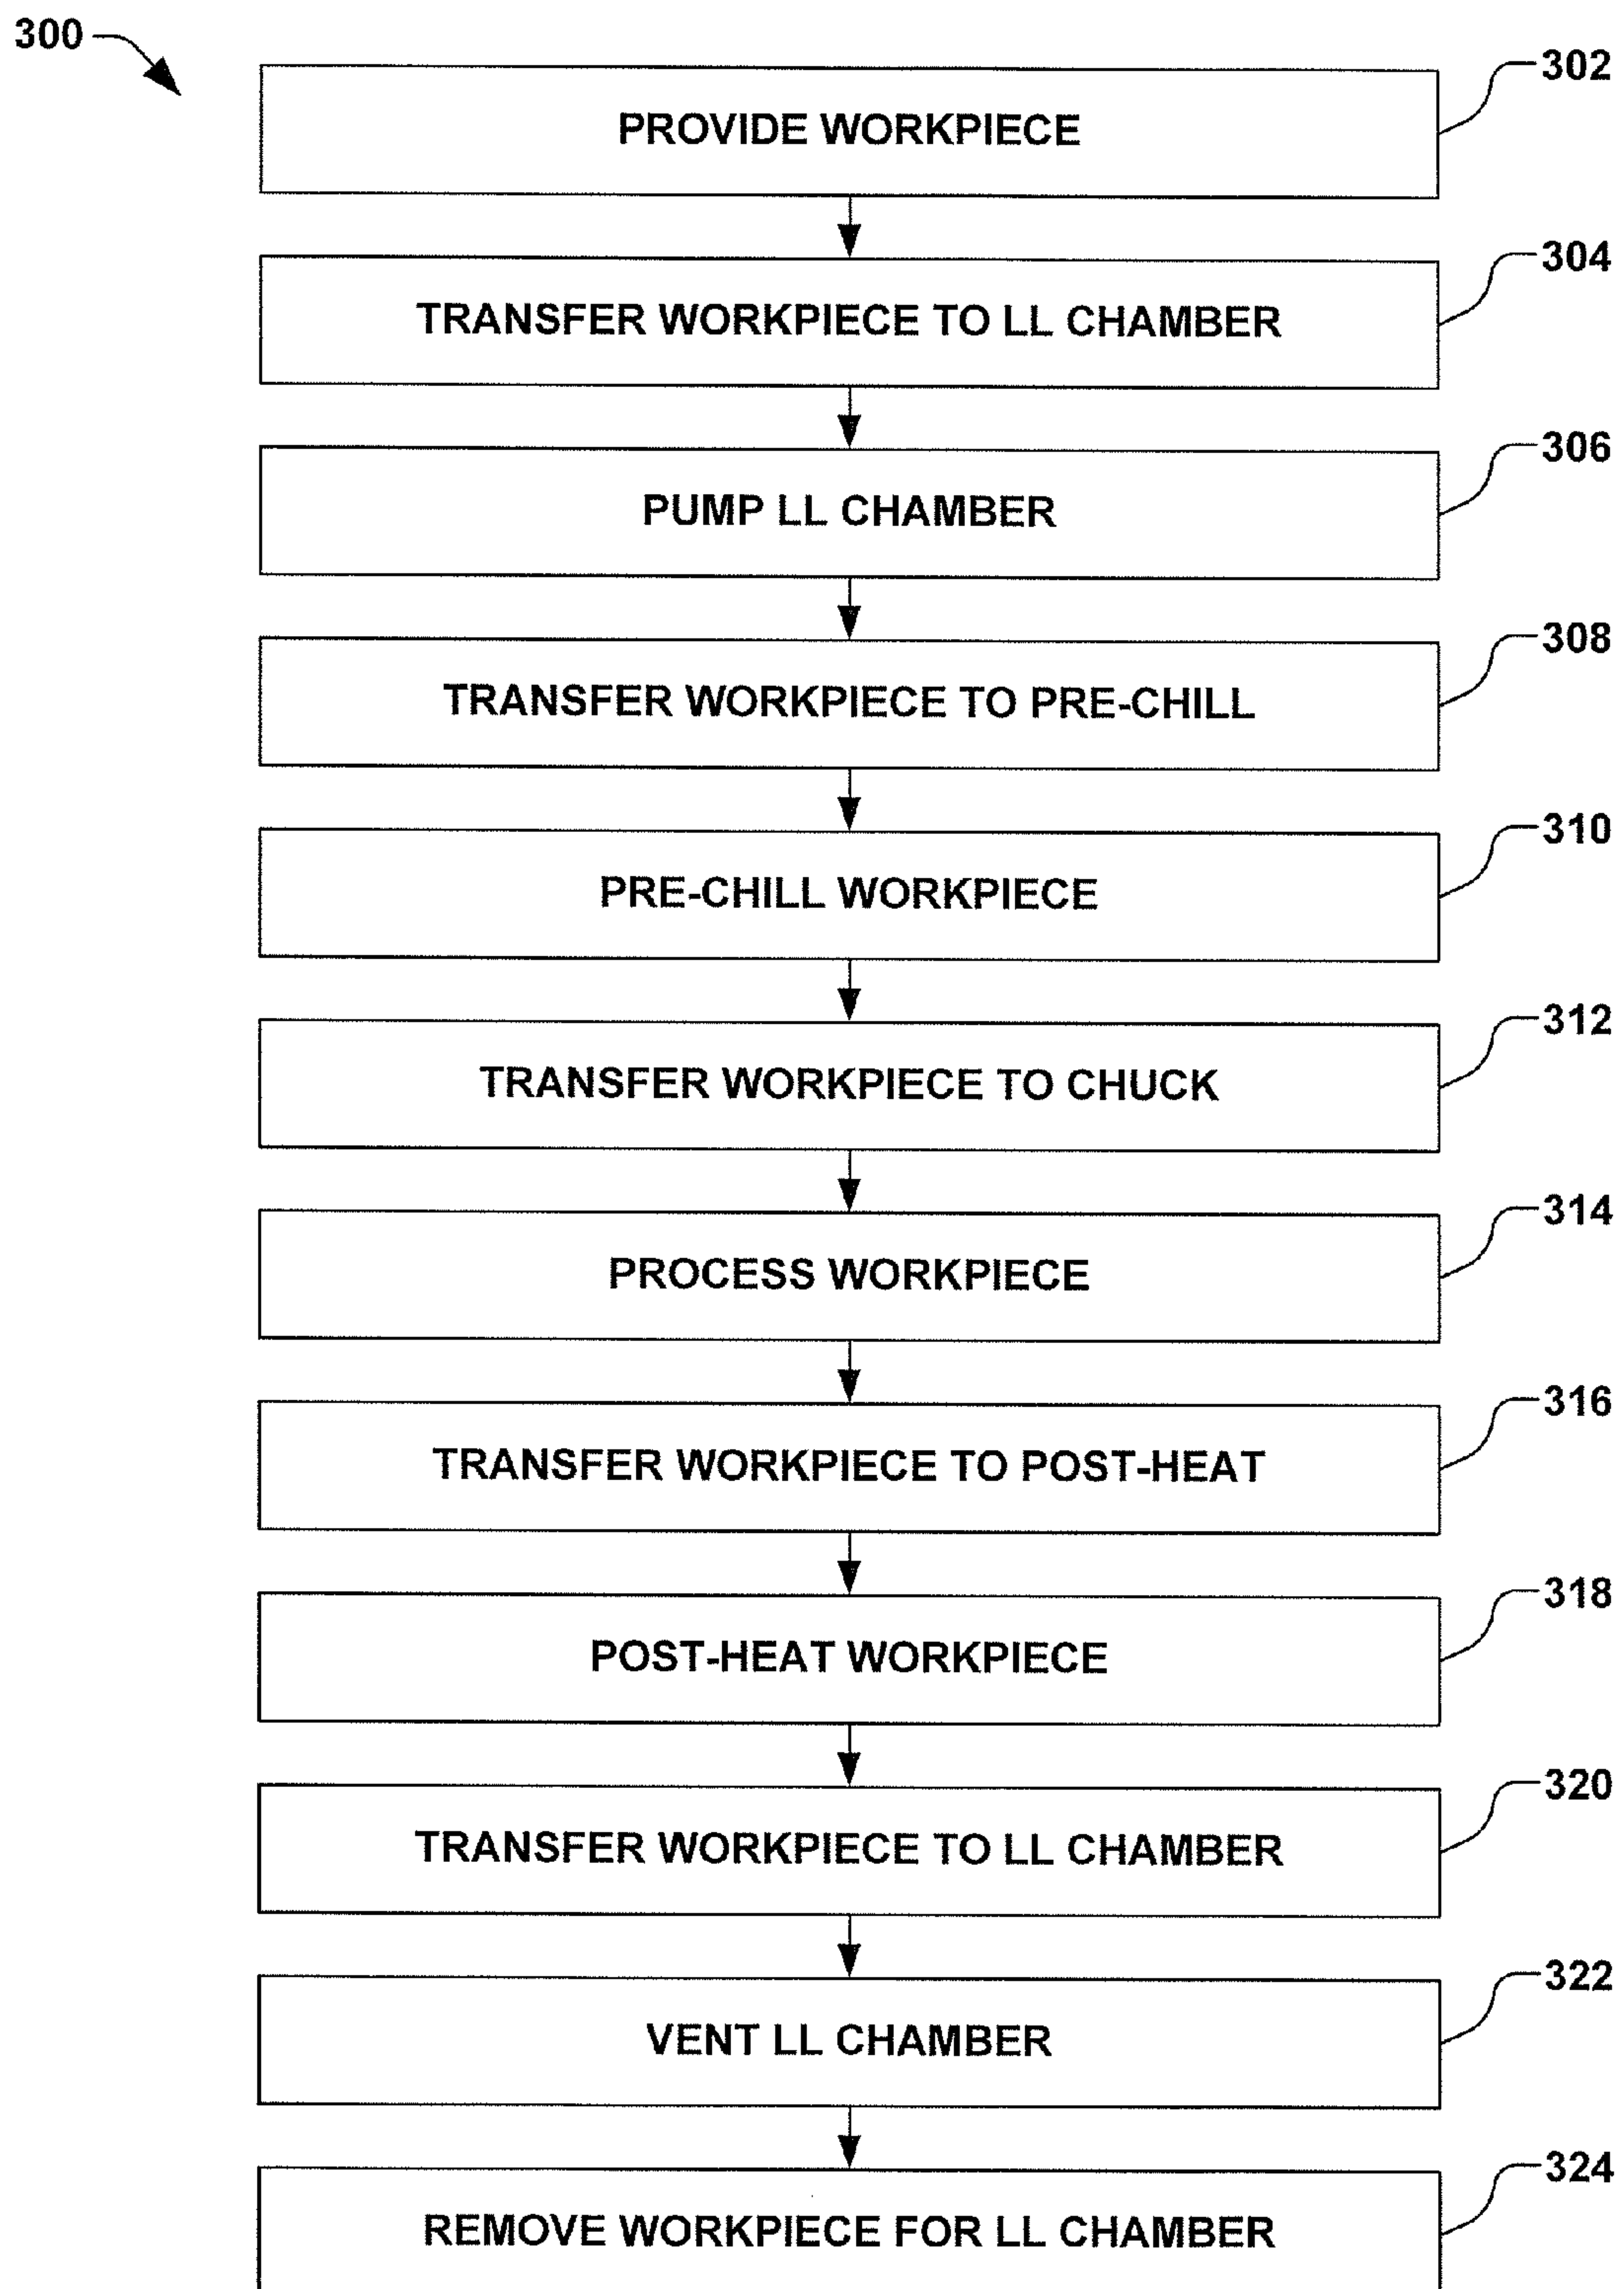 300
302
PROVIDE WORKPIECE
304
TRANSFER WORKPIECE TO LL CHAMBER
306
PUMP LL CHAMBER
308
TRANSFER WORKPIECE TO PRE-CHILL
310
PRE-CHILL WORKPIECE
312
TRANSFER WORKPIECE TO CHUCK
314
PROCESS WORKPIECE
316
TRANSFER WORKPIECE TO POST-HEAT
318
POST-HEAT WORKPIECE
320
TRANSFER WORKPIECE TO LL CHAMBER
322
VENT LL CHAMBER
324
REMOVE WORKPIECE FOR LL CHAMBER